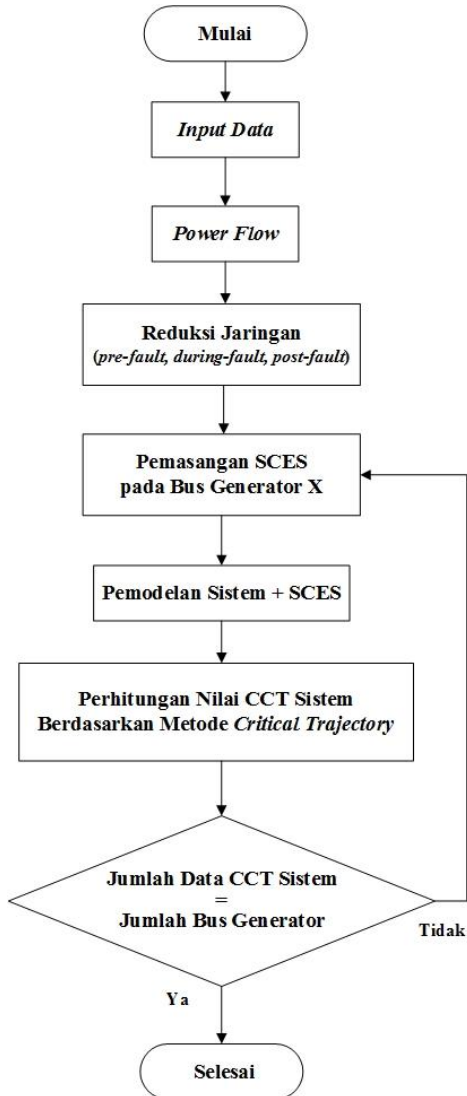 Mulai
Input Data
Power Flow
Reduksi Jaringan
(pre-fault, during-fault, post-fault)
Pemasangan SCES
pada Bus Generator X
Pemodelan Sistem + SCES
Perhitungan Nilai CCT Sistem
Berdasarkan Metode Critical Trajectory
Jumlah Data CCT Sistem
=
Jumlah Bus Generator
Tidak
Ya
Selesai